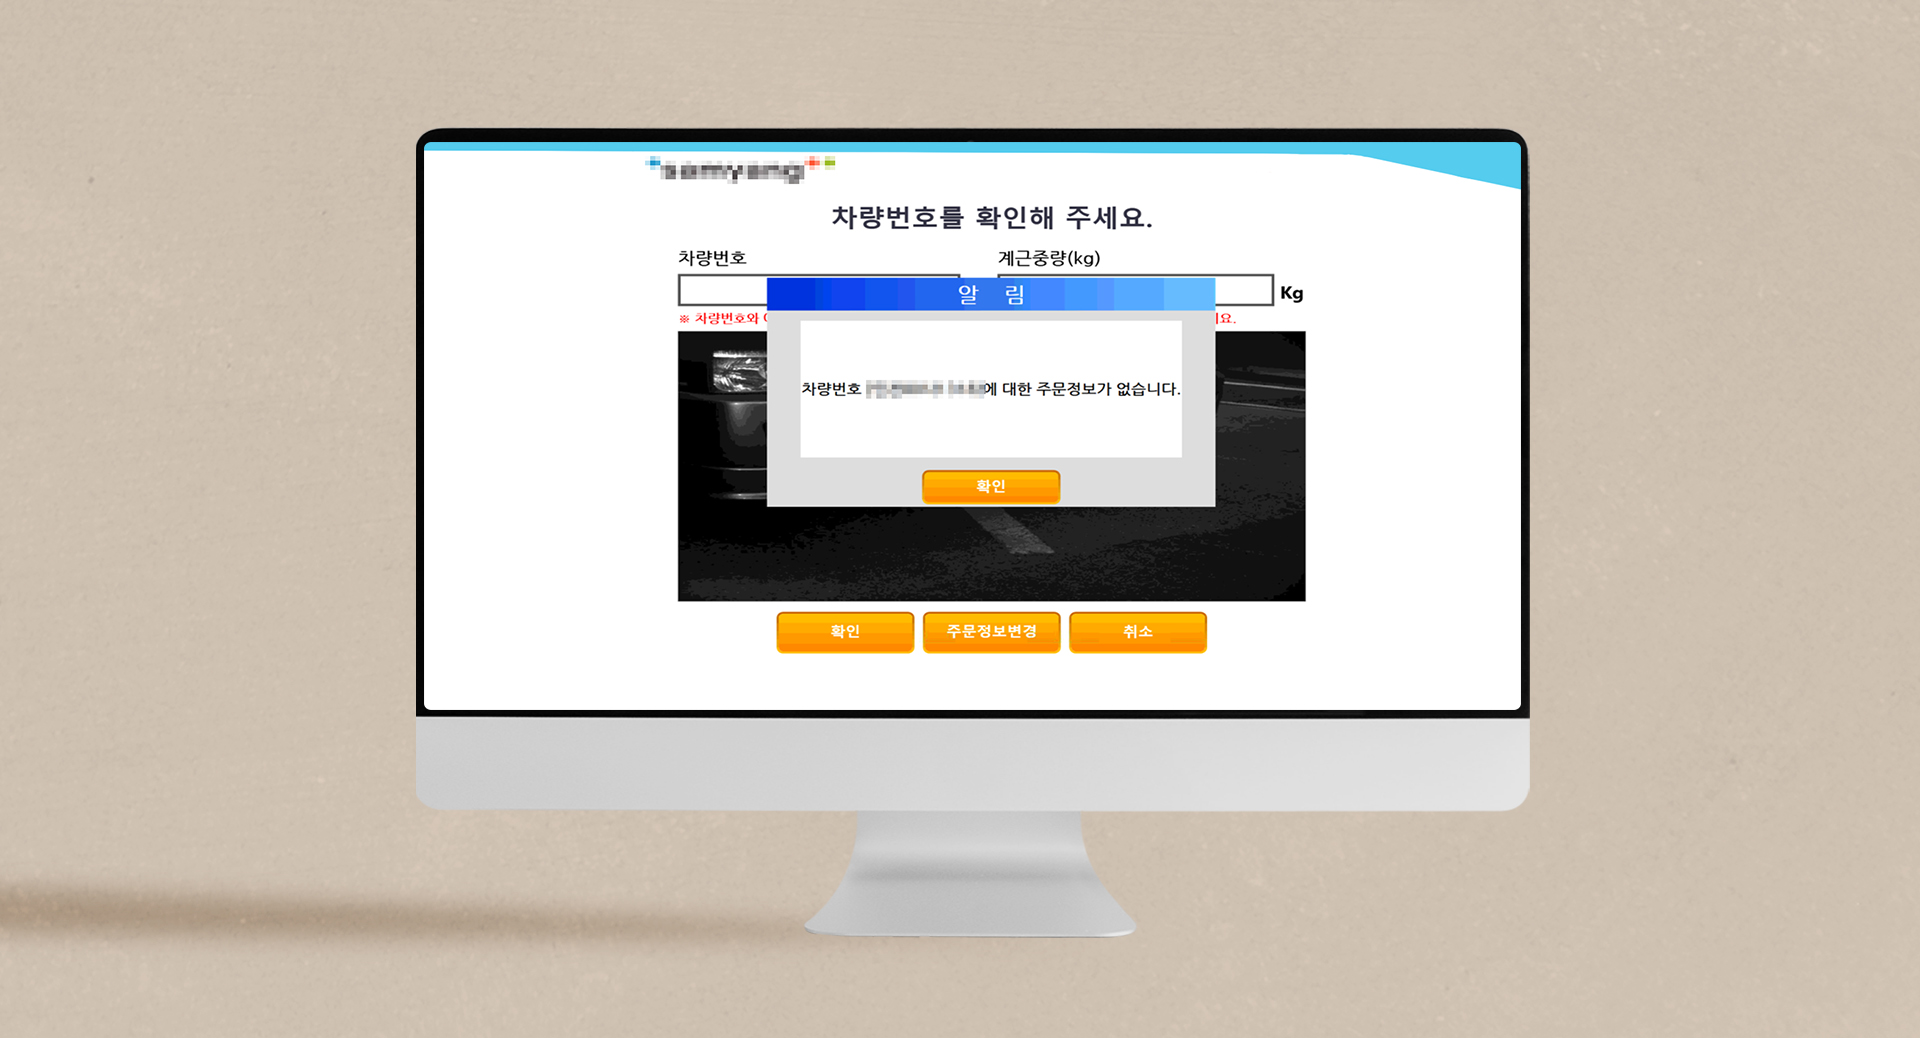 samyang
차량번호를 확인해 주세요.
차량번호
계근중량(kg)
Kg
※ 차량번호와
요.
알 림
차량번호 에 대한 주문정보가 없습니다.
확인
확인
주문정보변경
취소